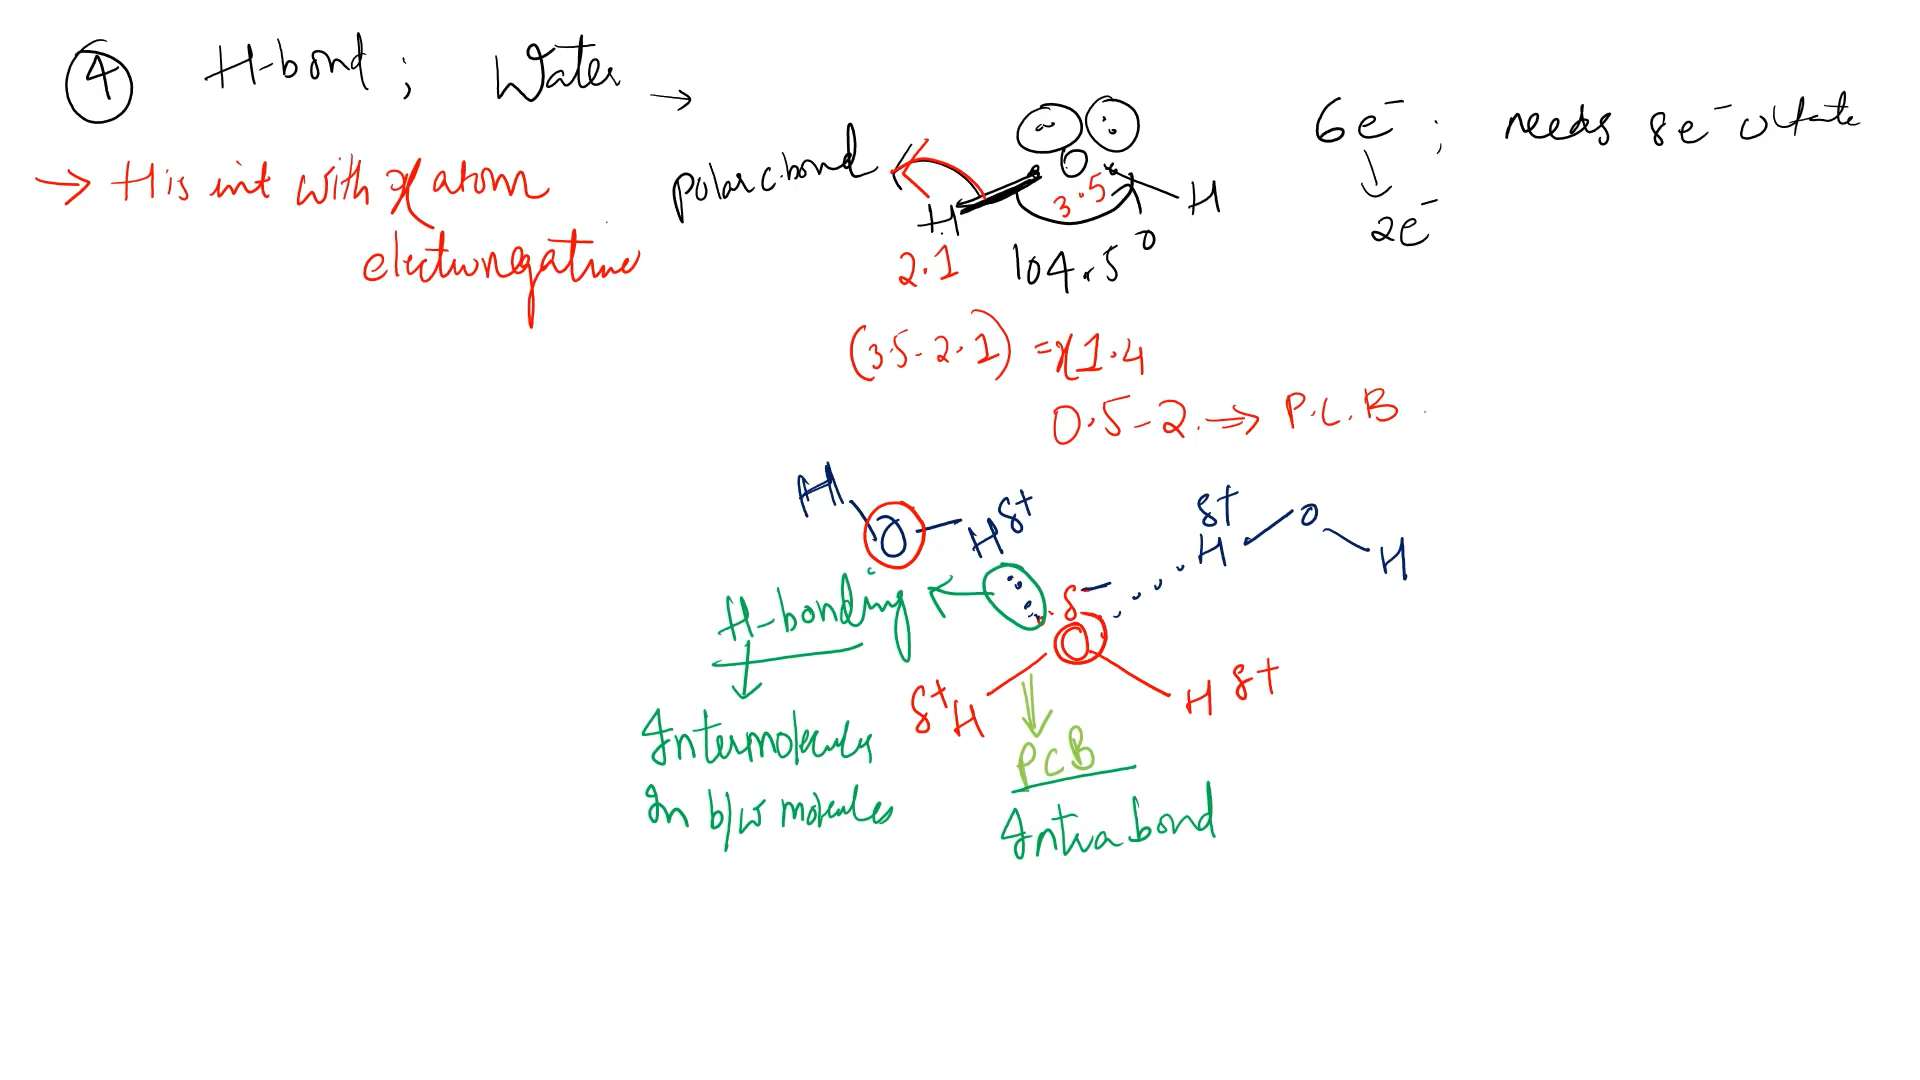 4 H-bond; Water →
6e⁻ ; needs 8e⁻
2e⁻
→ H is int with atom
electronegative
polar c.bond
O
3.5
H
H
2.1
104.5°
(3.5-2.1) = 1.4
0.5-2. ⇒ P.C.B
H
O
H δ+
δ+
H
O
H
H-bonding
δ-
O
δ+H
H δ+
Intermolecular
In b/w molecules
PCB
Intra bond